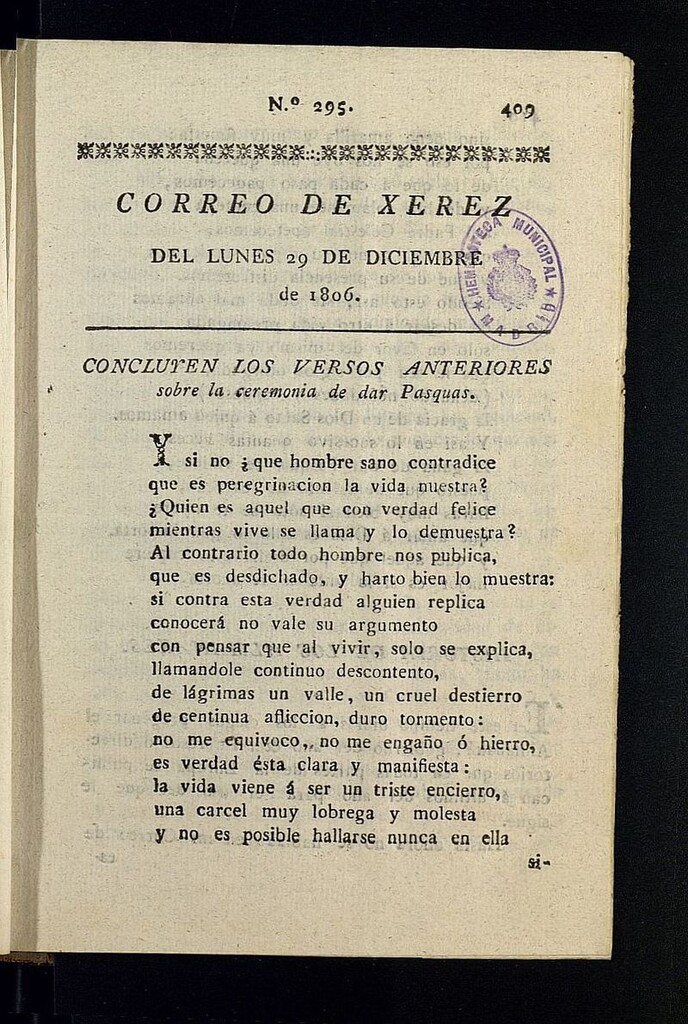 N.º 295. 409
CORREO DE XEREZ
DEL LUNES 29 DE DICIEMBRE
de 1806.
HEMEROTECA MUNICIPAL
MADRID
CONCLUYEN LOS VERSOS ANTERIORES
sobre la ceremonia de dar Pasquas.
Y si no ¿que hombre sano contradice
que es peregrinacion la vida nuestra?
¿Quien es aquel que con verdad felice
mientras vive se llama y lo demuestra?
Al contrario todo hombre nos publica,
que es desdichado, y harto bien lo muestra:
si contra esta verdad alguien replica
conocerá no vale su argumento
con pensar que al vivir, solo se explica,
llamandole continuo descontento,
de lágrimas un valle, un cruel destierro
de centinua afliccion, duro tormento:
no me equivoco,, no me engaño ó hierro,
es verdad ésta clara y manifiesta:
la vida viene á ser un triste encierro,
una carcel muy lobrega y molesta
y no es posible hallarse nunca en ella
si-